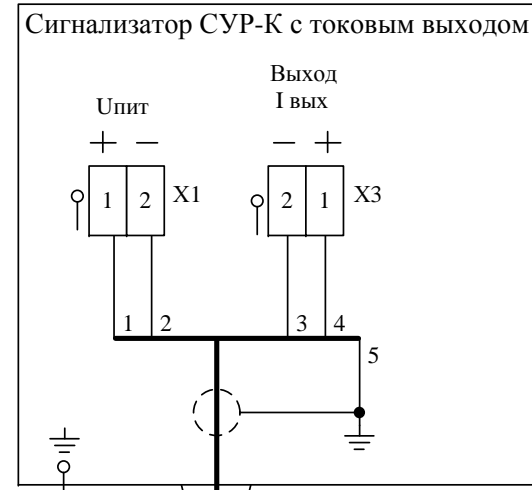 Сигнализатор СУР-К с токовым выходом
Выход
I вых
Uпит
+ – – +
1 2 X1 2 1 X3
1 2 3 4
5